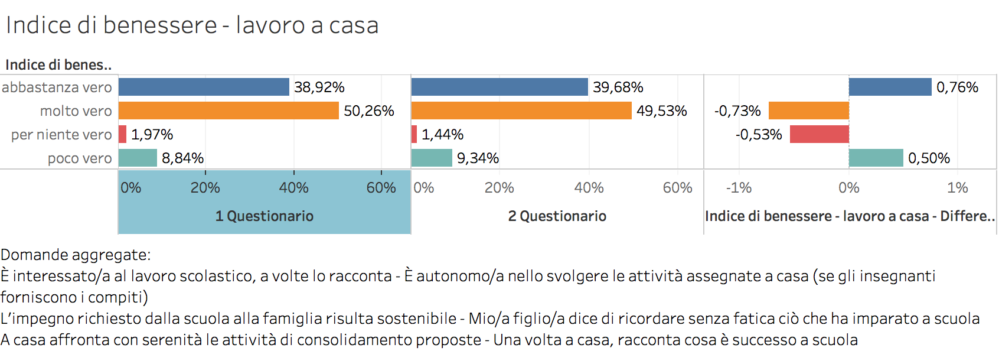 Indice di benessere - lavoro a casa
Indice di benes..
abbastanza vero 38,92% 39,68% 0,76%
molto vero 50,26% 49,53% -0,73%
per niente vero 1,97% 1,44% -0,53%
poco vero 8,84% 9,34% 0,50%
0% 20% 40% 60% 0% 20% 40% 60% -1% 0% 1%
1 Questionario 2 Questionario Indice di benessere - lavoro a casa - Differe..
Domande aggregate:
È interessato/a al lavoro scolastico, a volte lo racconta - È autonomo/a nello svolgere le attività assegnate a casa (se gli insegnanti
forniscono i compiti)
L’impegno richiesto dalla scuola alla famiglia risulta sostenibile - Mio/a figlio/a dice di ricordare senza fatica ciò che ha imparato a scuola
A casa affronta con serenità le attività di consolidamento proposte - Una volta a casa, racconta cosa è successo a scuola